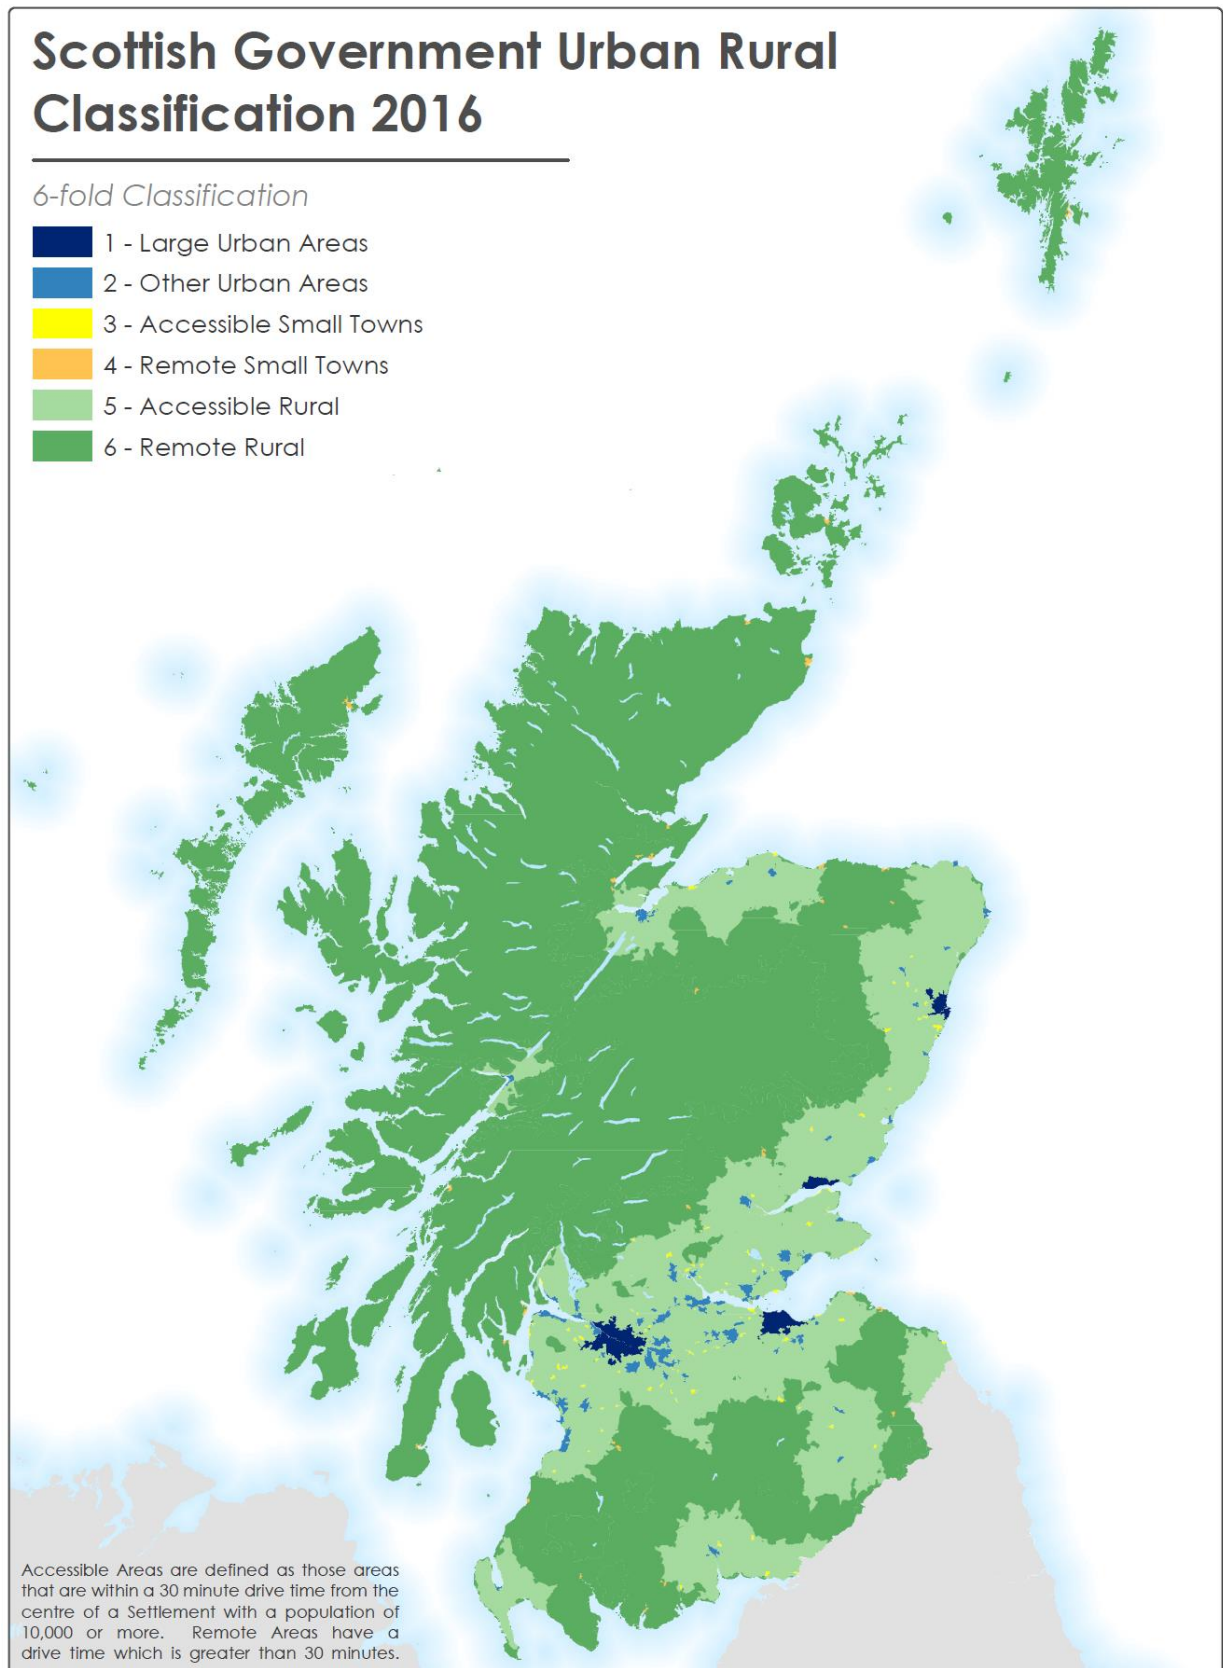 Scottish Government Urban Rural
Classification 2016
6-fold Classification
1 - Large Urban Areas
2 - Other Urban Areas
3 - Accessible Small Towns
4 - Remote Small Towns
5 - Accessible Rural
6 - Remote Rural
Accessible Areas are defined as those areas
that are within a 30 minute drive time from the
centre of a Settlement with a population of
10,000 or more. Remote Areas have a
drive time which is greater than 30 minutes.